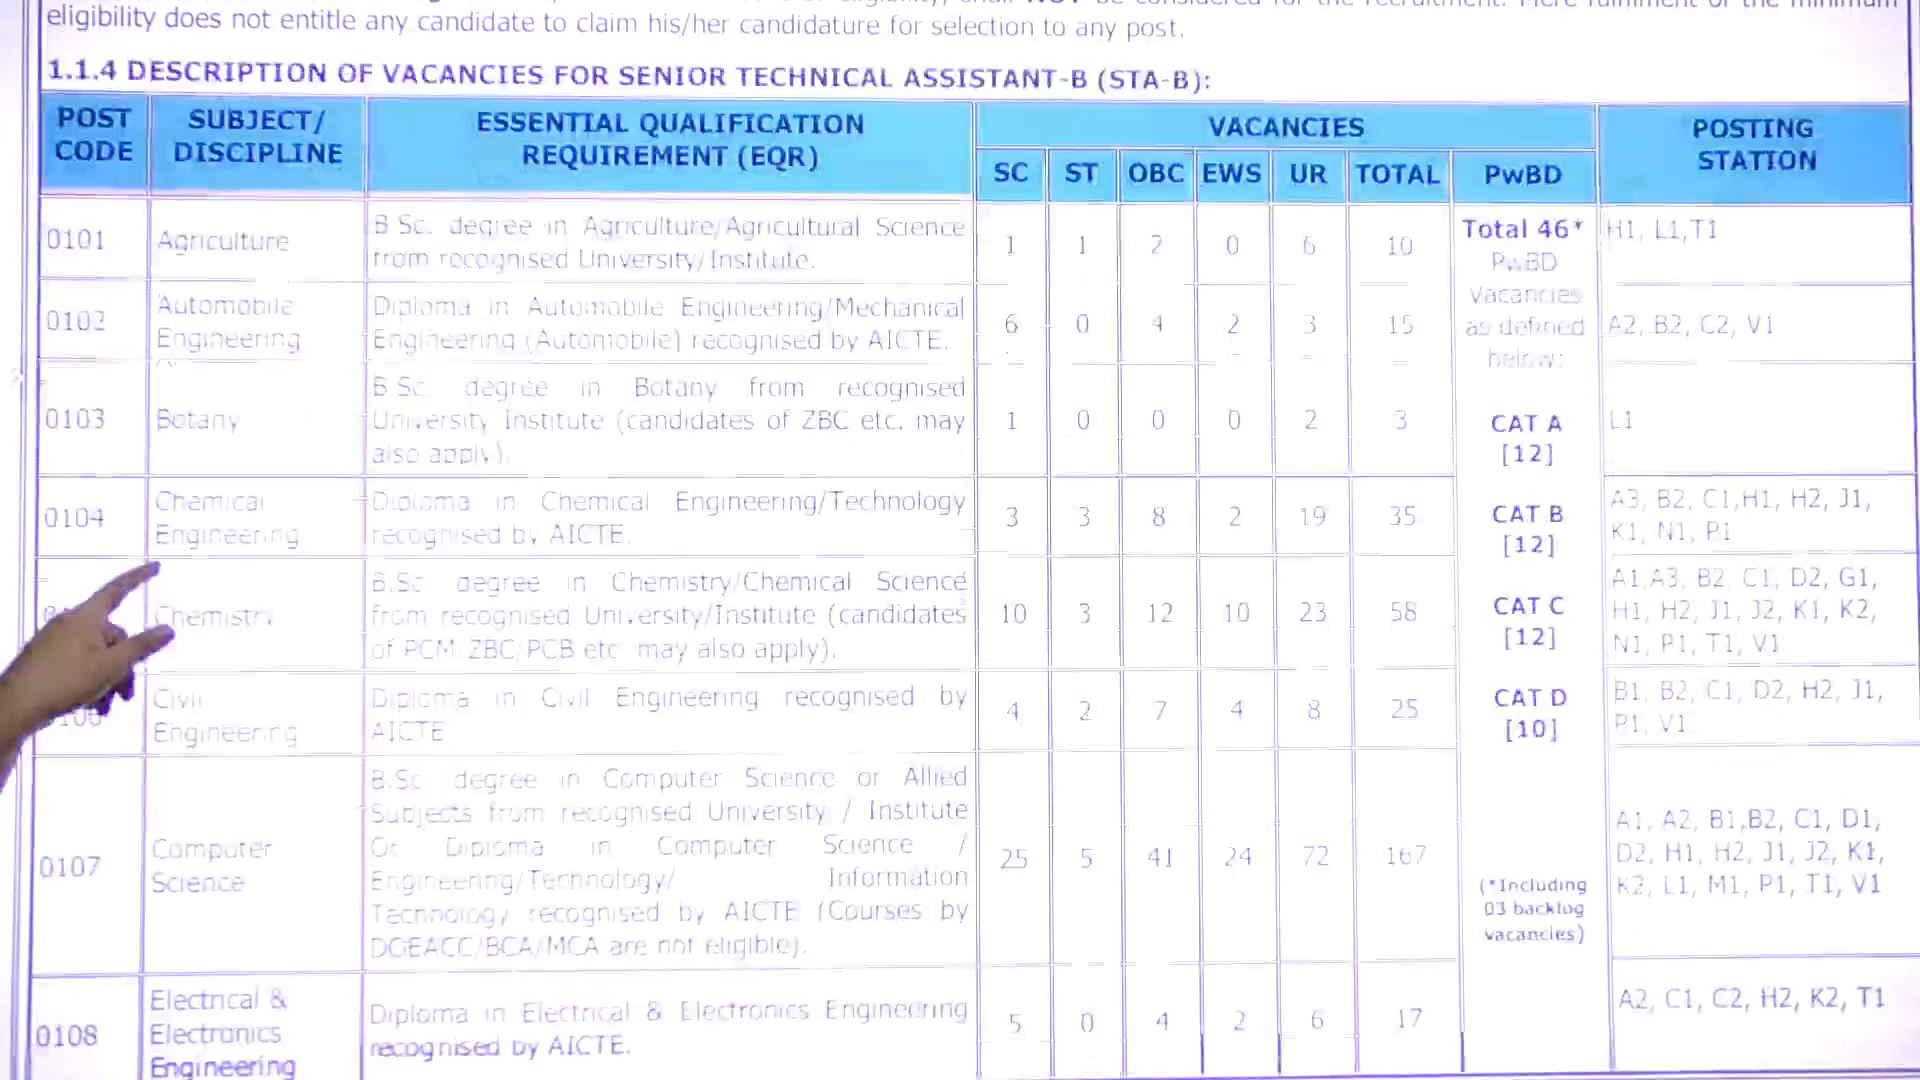 eligibility does not entitle any candidate to claim his/her candidature for selection to any post.
1.1.4 DESCRIPTION OF VACANCIES FOR SENIOR TECHNICAL ASSISTANT-B (STA-B):
POST CODE SUBJECT/ DISCIPLINE ESSENTIAL QUALIFICATION REQUIREMENT (EQR) VACANCIES POSTING STATION
SC ST OBC EWS UR TOTAL PwBD
0101 Agriculture
B Sc. degree in Agriculture/Agricultural Science
from recognised University/Institute.
1 1 2 0 6 10
H1, L1,T1
0102 Automobile
Engineering
Diploma in Automobile Engineering/Mechanical
Engineering (Automobile) recognised by AICTE.
6 0 4 2 3 15
A2, B2, C2, V1
0103 Botany
B Sc. degree in Botany from recognised
University Institute (candidates of ZBC etc. may
also apply).
1 0 0 0 2 3
L1
0104 Chemical
Engineering
Diploma in Chemical Engineering/Technology
recognised by AICTE.
3 3 8 2 19 35
A3, B2, C1,H1, H2, J1,
K1, N1, P1
Chemistry
B.Sc degree in Chemistry/Chemical Science
from recognised University/Institute (candidates
of PCM ZBC PCB etc may also apply).
10 3 12 10 23 58
A1,A3, B2, C1, D2, G1,
H1, H2, J1, J2, K1, K2,
N1, P1, T1, V1
Civil
Engineering
Diploma in Civil Engineering recognised by
AICTE
4 2 7 4 8 25
B1, B2, C1, D2, H2, J1,
P1, V1
0107 Computer
Science
B.Sc degree in Computer Science or Allied
Subjects from recognised University / Institute
Or Diploma in Computer Science /
Engineering/Technology/ Information
Technology recognised by AICTE (Courses by
DOEACC/BCA/MCA are not eligible).
25 5 41 24 72 167
A1, A2, B1,B2, C1, D1,
D2, H1, H2, J1, J2, K1,
K2, L1, M1, P1, T1, V1
0108 Electrical &
Electronics
Engineering
Diploma in Electrical & Electronics Engineering
recognised by AICTE.
5 0 4 2 6 17
A2, C1, C2, H2, K2, T1
Total 46*
PwBD
Vacancies
as defined
below:
CAT A
[12]
CAT B
[12]
CAT C
[12]
CAT D
[10]
(*Including
03 backlog
vacancies)